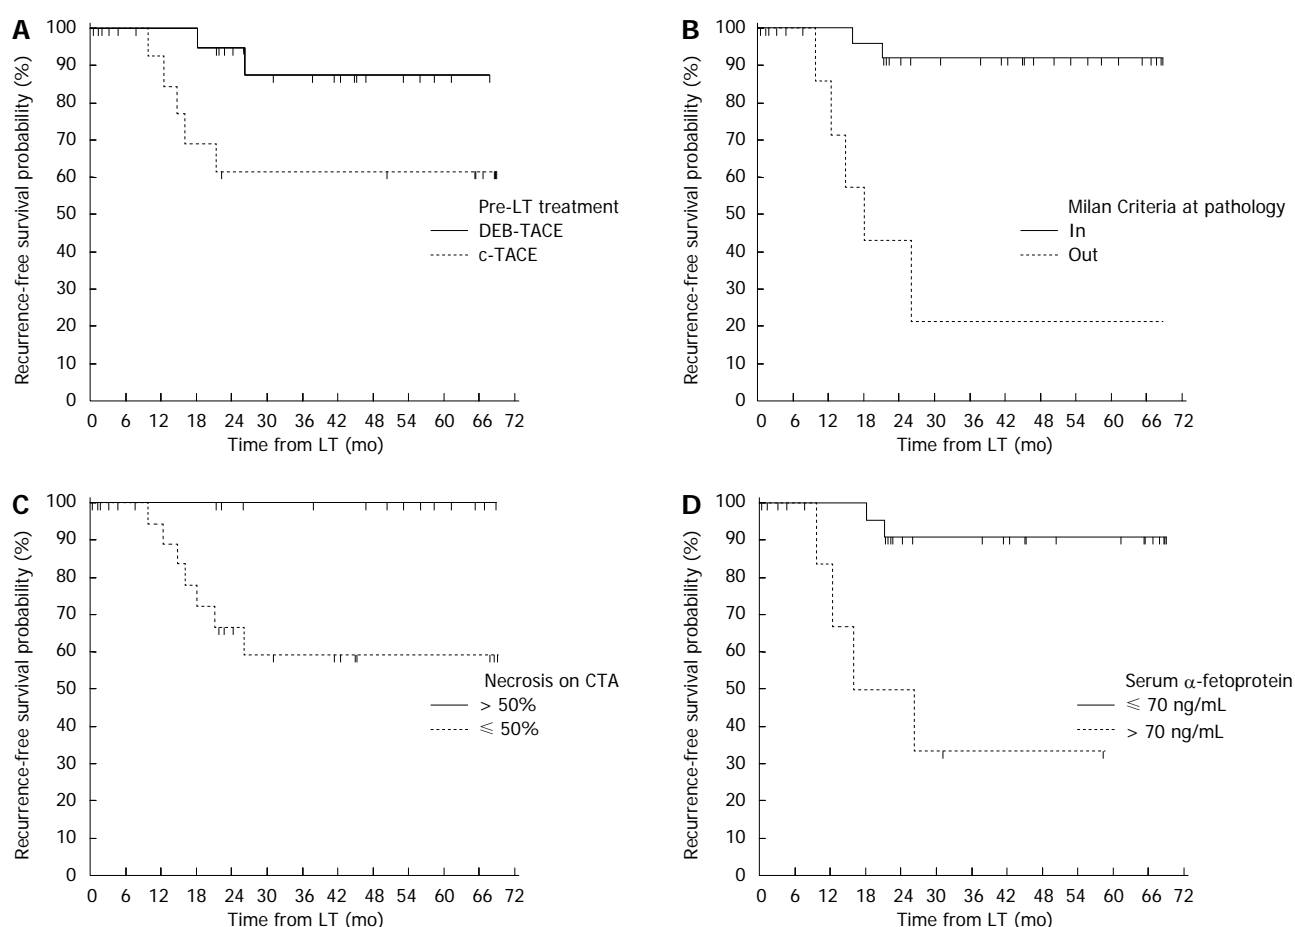 A
Recurrence-free survival probability (%)
100
90
80
70
60
50
40
30
20
10
0
Pre-LT treatment
DEB-TACE
c-TACE
0 6 12 18 24 30 36 42 48 54 60 66 72
Time from LT (mo)
B
Recurrence-free survival probability (%)
100
90
80
70
60
50
40
30
20
10
0
Milan Criteria at pathology
In
Out
0 6 12 18 24 30 36 42 48 54 60 66 72
Time from LT (mo)
C
Recurrence-free survival probability (%)
100
90
80
70
60
50
40
30
20
10
0
Necrosis on CTA
> 50%
≤ 50%
0 6 12 18 24 30 36 42 48 54 60 66 72
Time from LT (mo)
D
Recurrence-free survival probability (%)
100
90
80
70
60
50
40
30
20
10
0
Serum α-fetoprotein
≤ 70 ng/mL
> 70 ng/mL
0 6 12 18 24 30 36 42 48 54 60 66 72
Time from LT (mo)